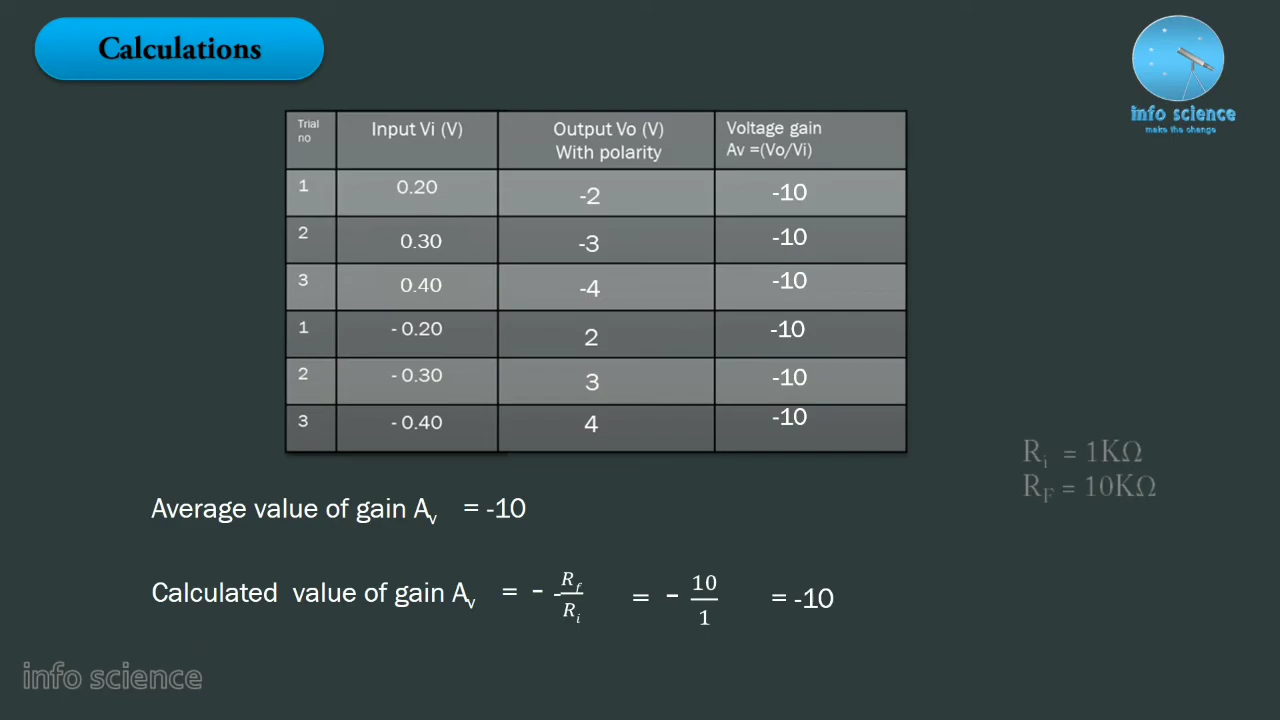 Calculations
info science
make the change
Trial no Input Vi (V) Output Vo (V) With polarity Voltage gain Av =(Vo/Vi)
1 0.20 -2 -10
2 0.30 -3 -10
3 0.40 -4 -10
1 - 0.20 2 -10
2 - 0.30 3 -10
3 - 0.40 4 -10
Ri = 1KΩ
RF = 10KΩ
Average value of gain Av = -10
Calculated value of gain Av = - -Rf/Ri = - 10/1 = -10
info science